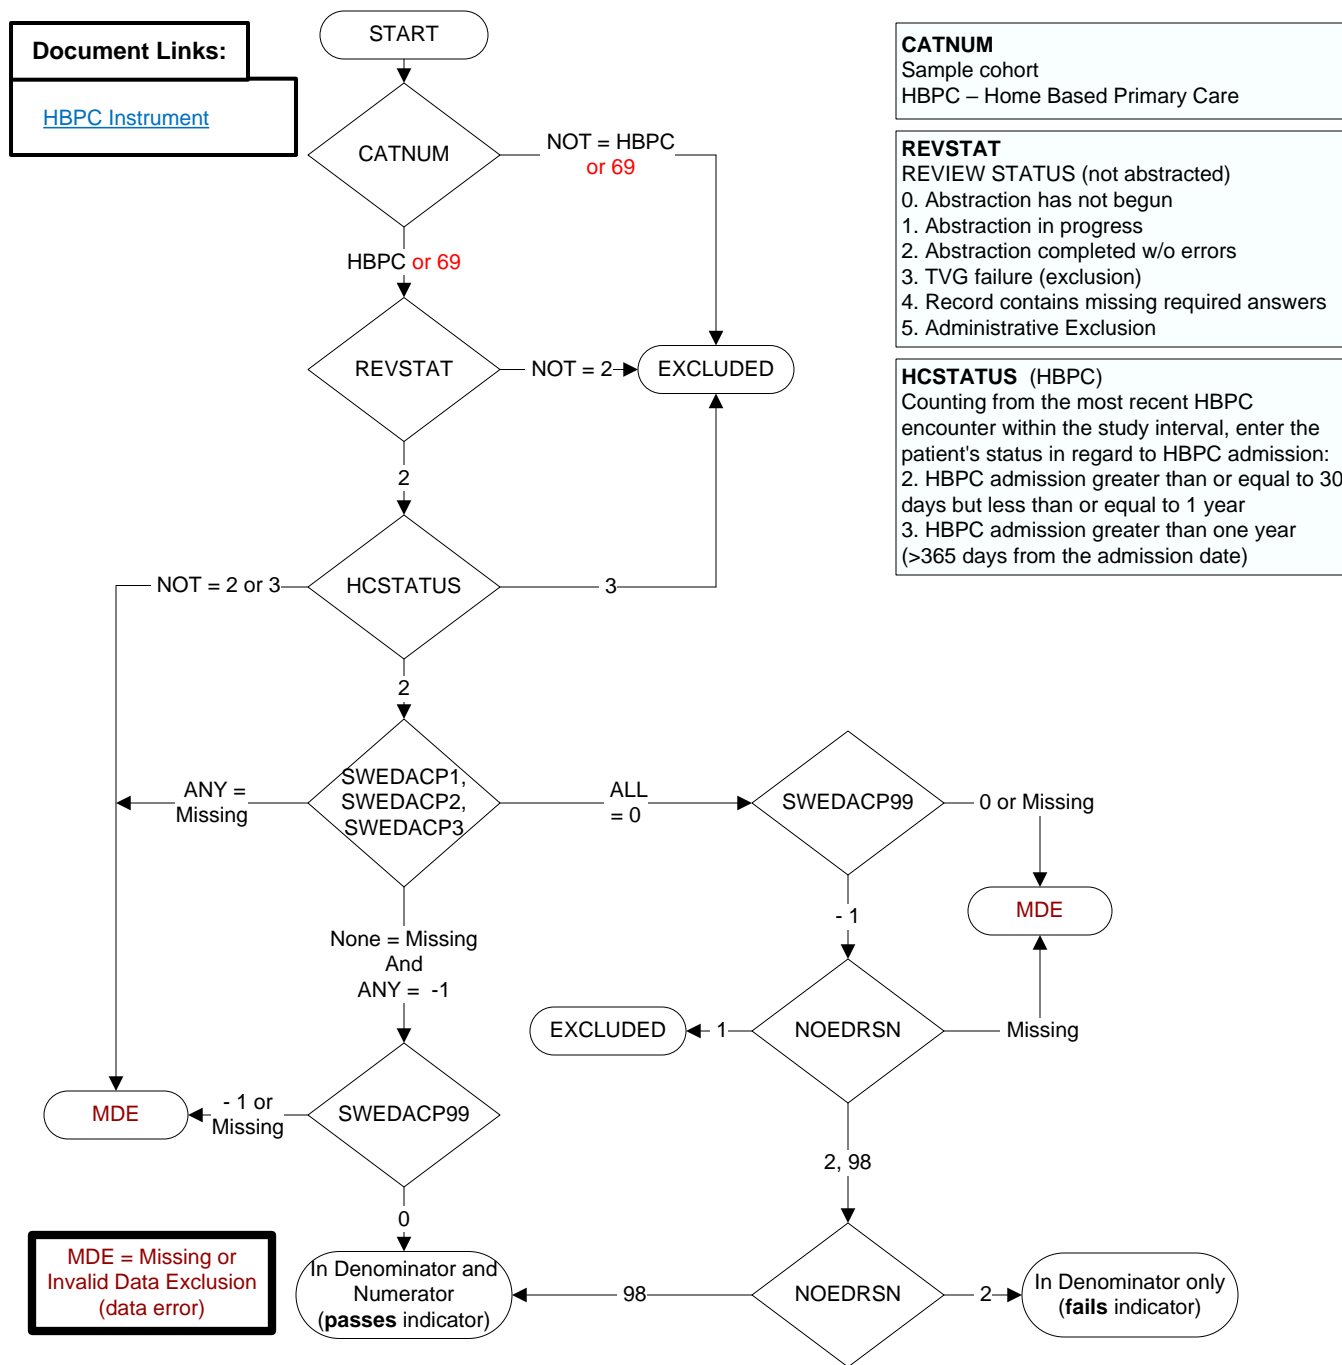 Document Links:
HBPC Instrument
START
CATNUM
NOT = HBPC
or 69
HBPC or 69
REVSTAT
NOT = 2
EXCLUDED
2
HCSTATUS
NOT = 2 or 3
3
2
SWEDACP1,
SWEDACP2,
SWEDACP3
ANY =
Missing
ALL
= 0
SWEDACP99
0 or Missing
MDE
- 1
None = Missing
And
ANY = -1
NOEDRSN
1
EXCLUDED
Missing
SWEDACP99
- 1 or
Missing
MDE
2, 98
0
In Denominator and
Numerator
(passes indicator)
98
NOEDRSN
2
In Denominator only
(fails indicator)
MDE = Missing or
Invalid Data Exclusion
(data error)
CATNUM
Sample cohort
HBPC – Home Based Primary Care
REVSTAT
REVIEW STATUS (not abstracted)
0. Abstraction has not begun
1. Abstraction in progress
2. Abstraction completed w/o errors
3. TVG failure (exclusion)
4. Record contains missing required answers
5. Administrative Exclusion
HCSTATUS (HBPC)
Counting from the most recent HBPC
encounter within the study interval, enter the
patient's status in regard to HBPC admission:
2. HBPC admission greater than or equal to 30
days but less than or equal to 1 year
3. HBPC admission greater than one year
(>365 days from the admission date)